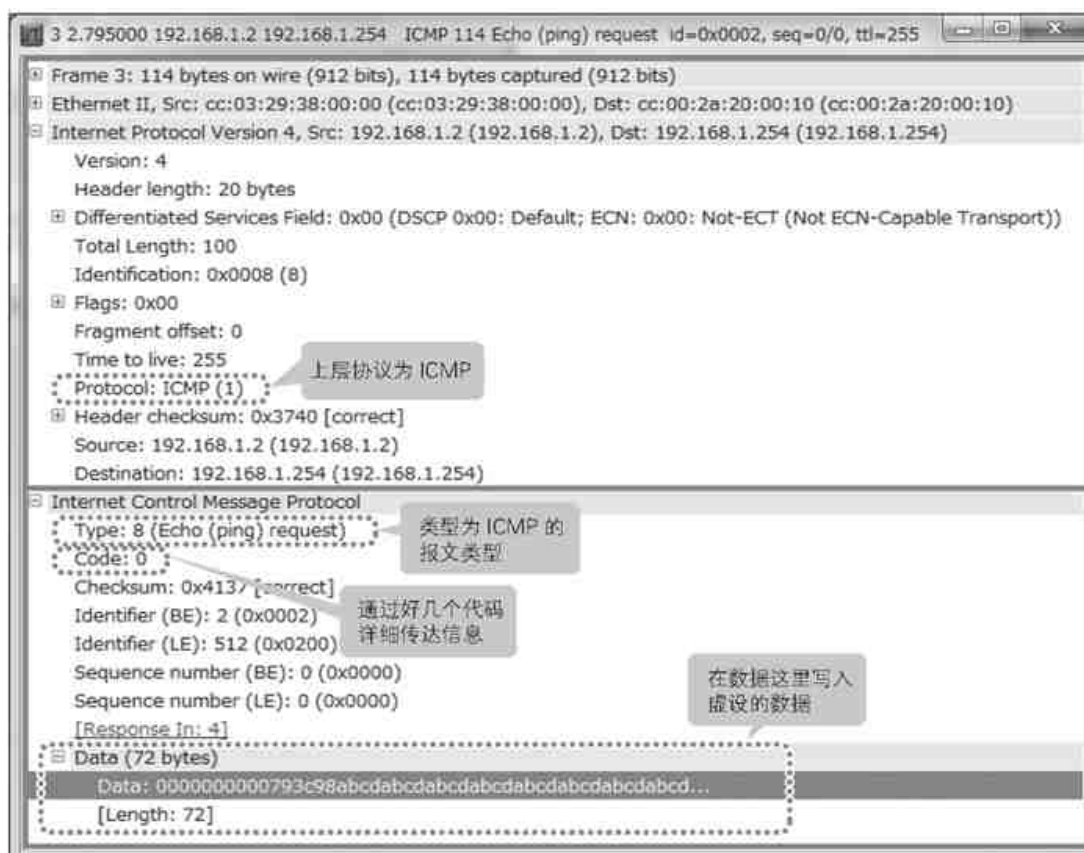 3 2.795000 192.168.1.2 192.168.1.254 ICMP 114 Echo (ping) request id=0x0002, seq=0/0, ttl=255
Frame 3: 114 bytes on wire (912 bits), 114 bytes captured (912 bits)
Ethernet II, Src: cc:03:29:38:00:00 (cc:03:29:38:00:00), Dst: cc:00:2a:20:00:10 (cc:00:2a:20:00:10)
Internet Protocol Version 4, Src: 192.168.1.2 (192.168.1.2), Dst: 192.168.1.254 (192.168.1.254)
Version: 4
Header length: 20 bytes
Differentiated Services Field: 0x00 (DSCP 0x00: Default; ECN: 0x00: Not-ECT (Not ECN-Capable Transport))
Total Length: 100
Identification: 0x0008 (8)
Flags: 0x00
Fragment offset: 0
Time to live: 255
上层协议为 ICMP
Protocol: ICMP (1)
Header checksum: 0x3740 [correct]
Source: 192.168.1.2 (192.168.1.2)
Destination: 192.168.1.254 (192.168.1.254)
Internet Control Message Protocol
Type: 8 (Echo (ping) request)
类型为 ICMP 的
报文类型
Code: 0
Checksum: 0x4137 [correct]
通过好几个代码
详细传达信息
Identifier (BE): 2 (0x0002)
Identifier (LE): 512 (0x0200)
Sequence number (BE): 0 (0x0000)
Sequence number (LE): 0 (0x0000)
在数据这里写入
虚设的数据
[Response In: 4]
Data (72 bytes)
Data: 0000000000793c98abcdabcdabcdabcdabcdabcdabcdabcd...
[Length: 72]